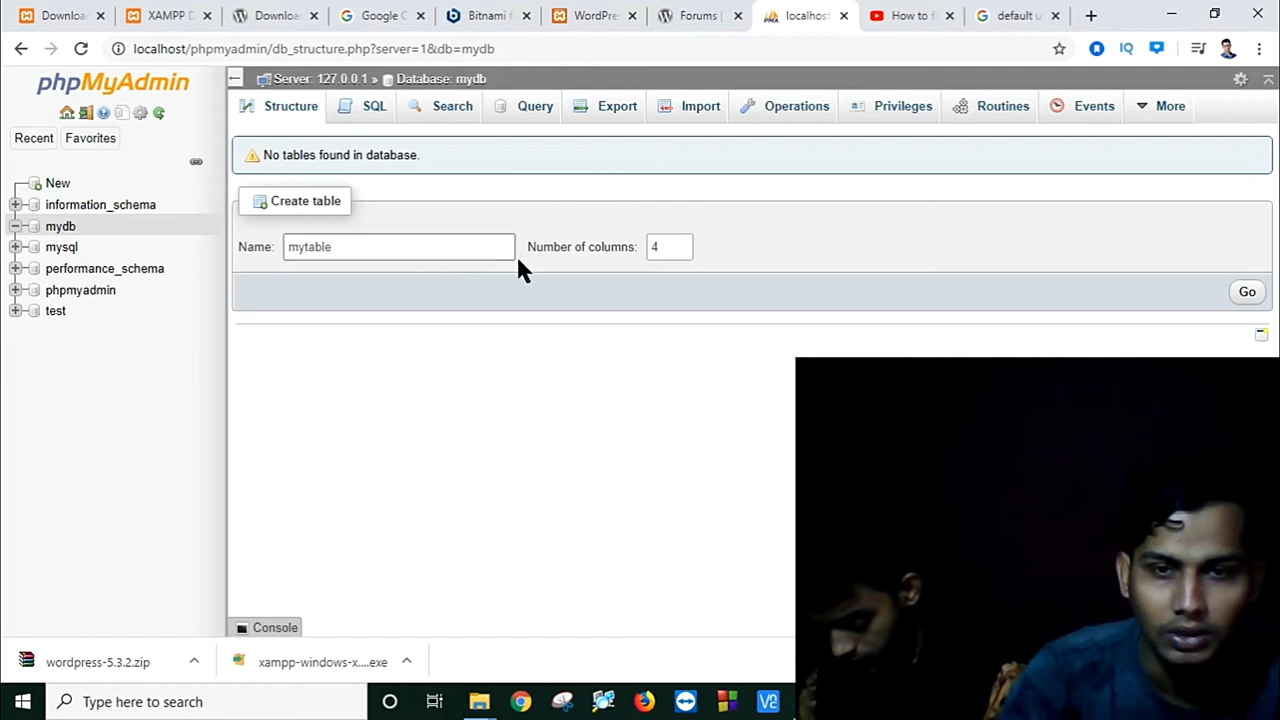 Downloa
XAMPP D
Downloa
Google C
Bitnami f
WordPre
Forums |
localhos
How to f
default u
localhost/phpmyadmin/db_structure.php?server=1&db=mydb
IQ
phpMyAdmin
Server: 127.0.0.1 » Database: mydb
Structure SQL Search Query Export Import Operations Privileges Routines Events More
Recent Favorites
No tables found in database.
New
information_schema
mydb
mysql
performance_schema
phpmyadmin
test
Create table
Name: mytable Number of columns: 4
Go
Console
wordpress-5.3.2.zip
xampp-windows-x....exe
Type here to search